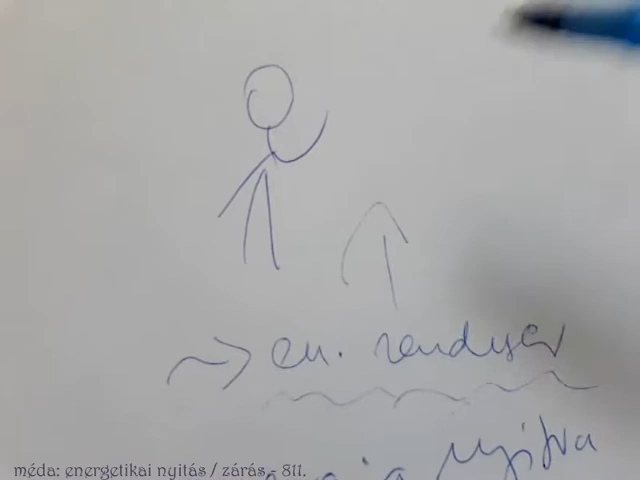 en. rendszer
nyitva
méda: energetikai nyitás / zárás - 811.